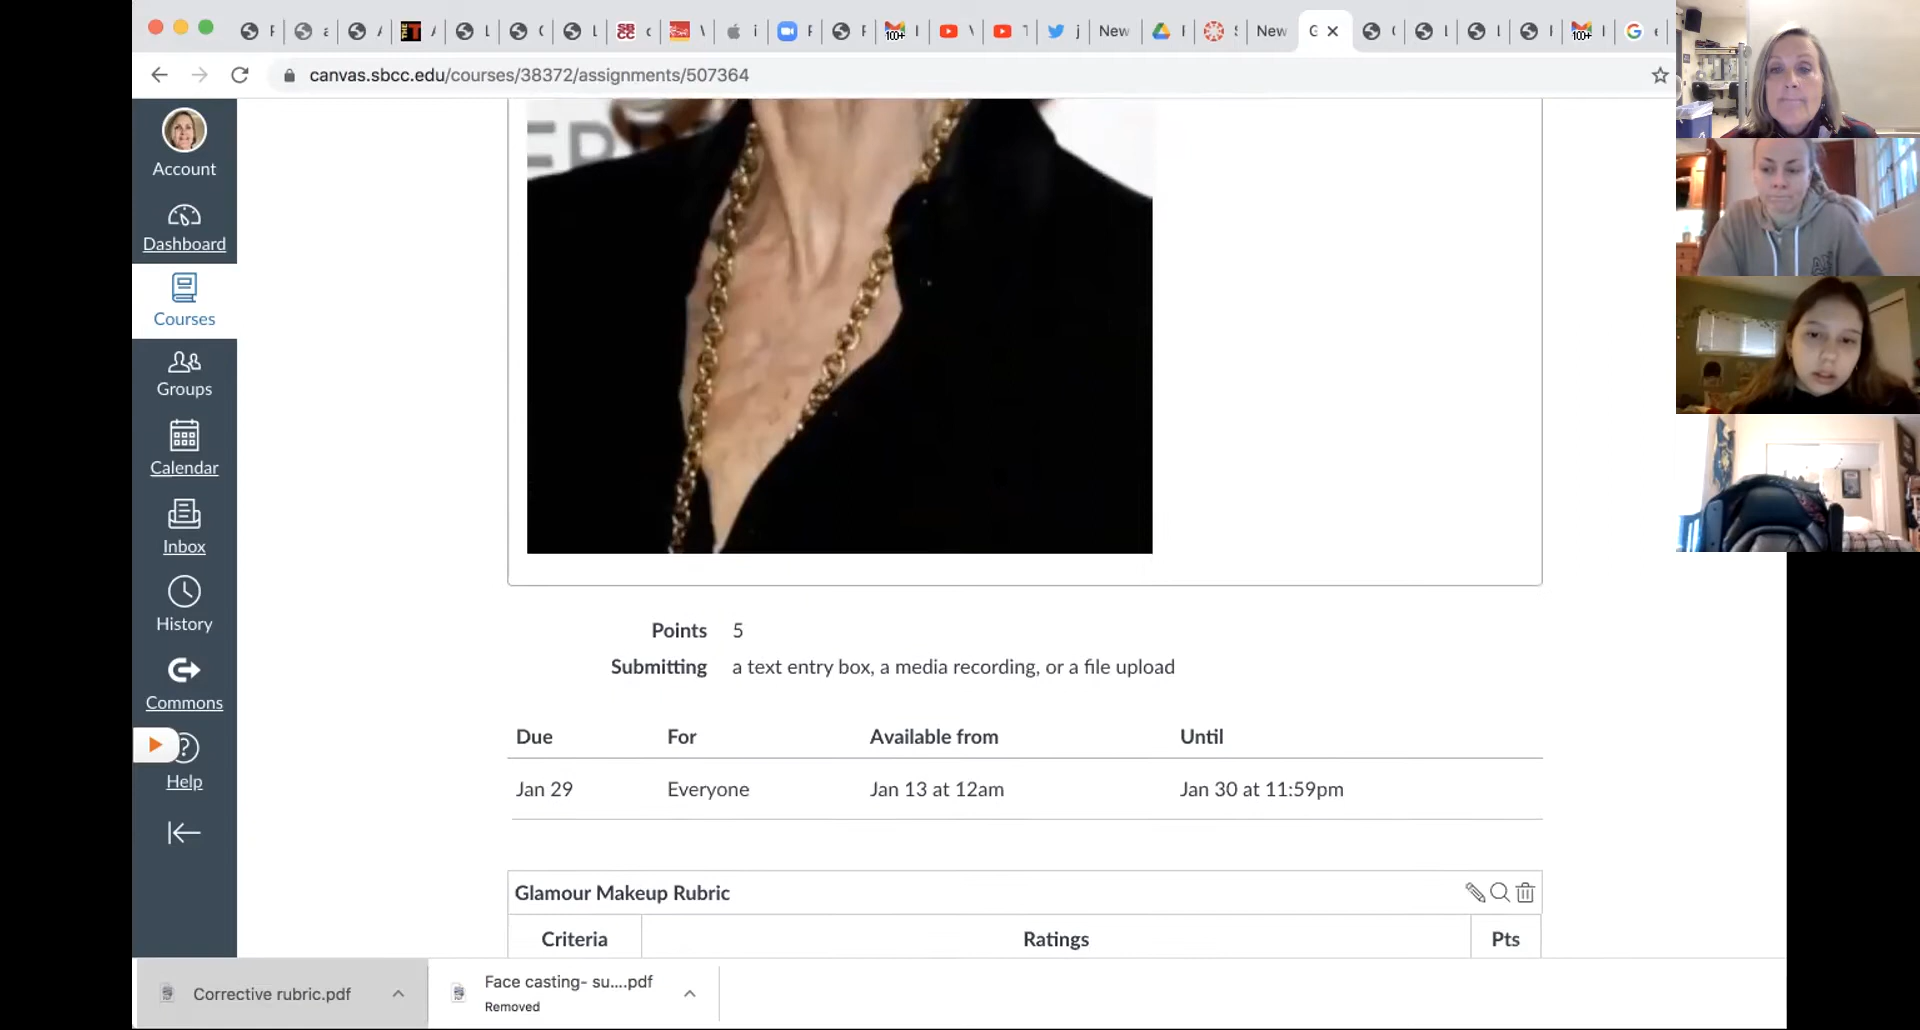 New
New
G
canvas.sbcc.edu/courses/38372/assignments/507364
Account
Dashboard
Courses
Groups
Calendar
Inbox
History
Commons
Help
Points 5
Submitting a text entry box, a media recording, or a file upload
Due For Available from Until
Jan 29 Everyone Jan 13 at 12am Jan 30 at 11:59pm
Glamour Makeup Rubric
Criteria Ratings Pts
Corrective rubric.pdf
Face casting- su....pdf
Removed